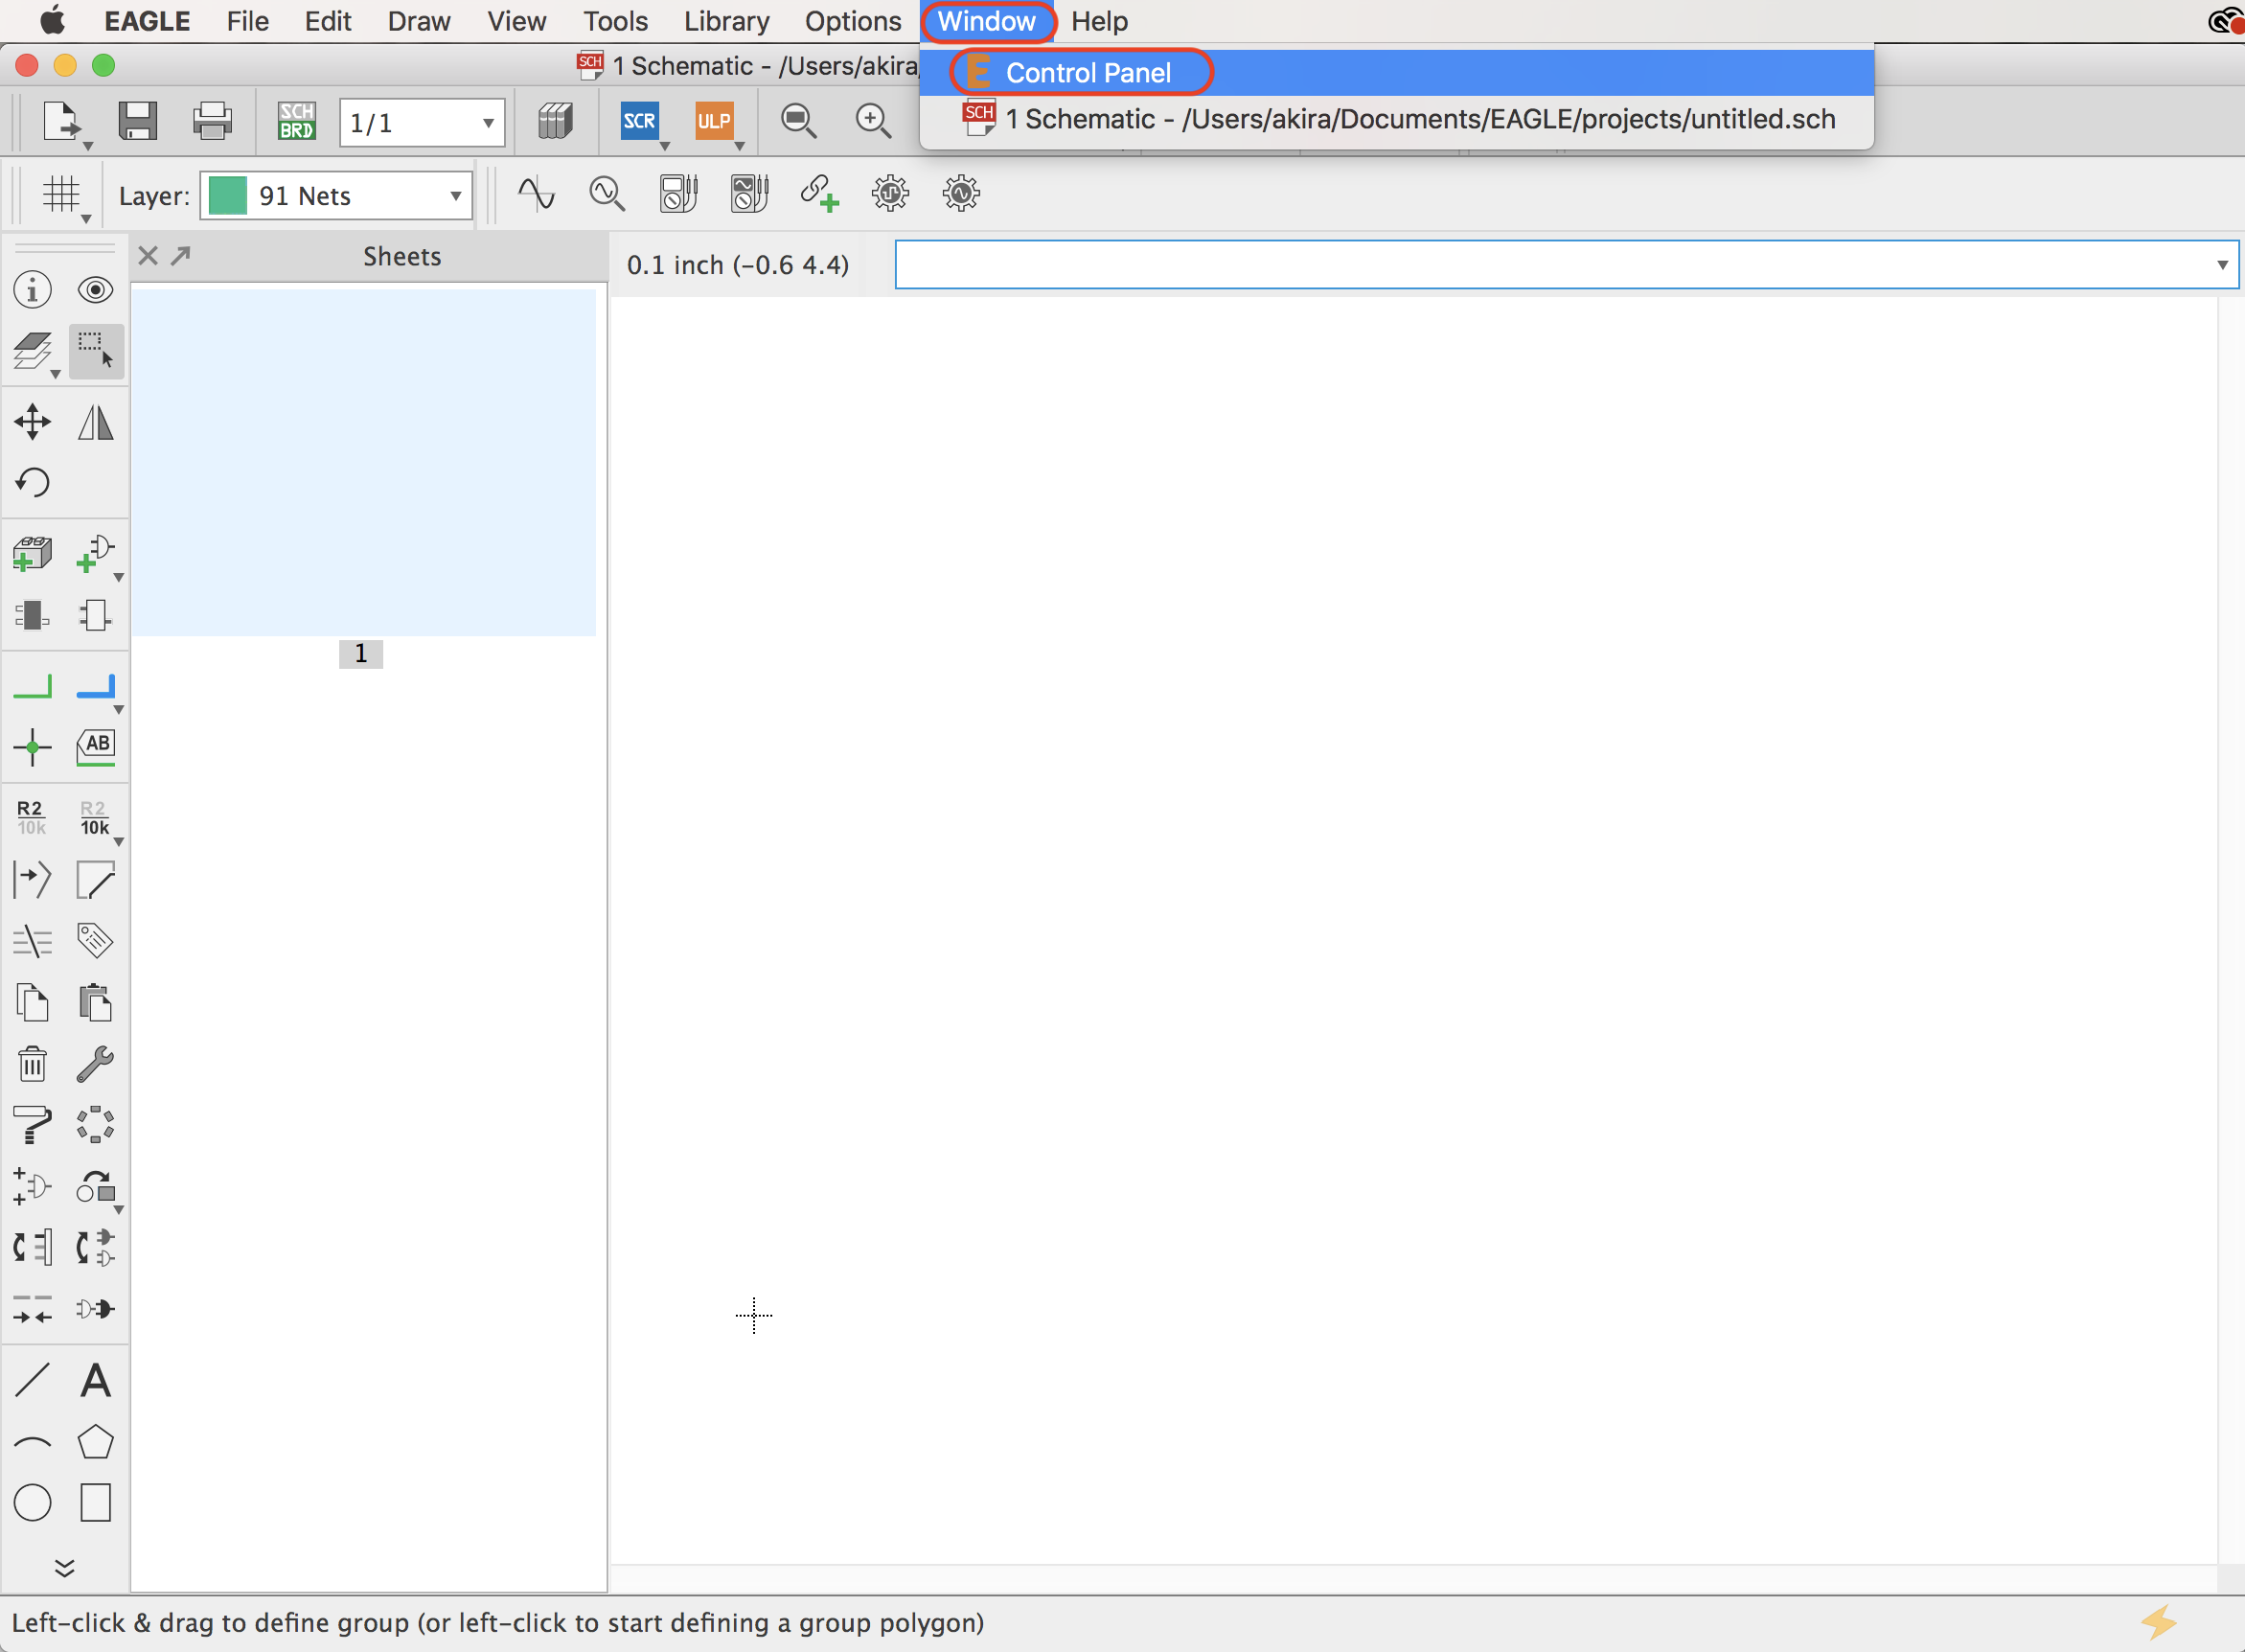 EAGLE File Edit Draw View Tools Library Options Window Help
1 Schematic - /Users/akira/
Control Panel
1 Schematic - /Users/akira/Documents/EAGLE/projects/untitled.sch
SCH
SCH
SCH
BRD
1/1
SCR
ULP
Layer: 91 Nets
Sheets
0.1 inch (-0.6 4.4)
1
AB
R2
10k
R2
10k
A
Left-click & drag to define group (or left-click to start defining a group polygon)